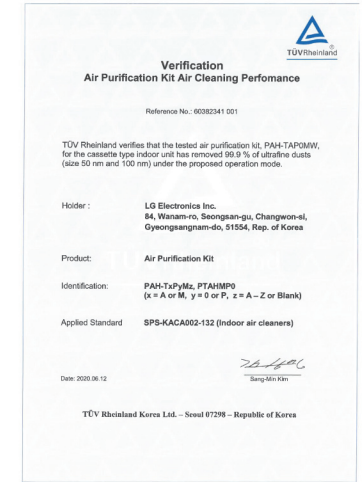 TÜVRheinland®
Verification
Air Purification Kit Air Cleaning Perfomance
Reference No.: 60382341 001
TÜV Rheinland verifies that the tested air purification kit, PAH-TAP0MW,
for the cassette type indoor unit has removed 99.9 % of ultrafine dusts
(size 50 nm and 100 nm) under the proposed operation mode.
Holder : LG Electronics Inc.
84, Wanam-ro, Seongsan-gu, Changwon-si,
Gyeongsangnam-do, 51554, Rep. of Korea
Product: Air Purification Kit
Identification: PAH-TxPyMz, PTAHMP0
(x = A or M, y = 0 or P, z = A – Z or Blank)
Applied Standard SPS-KACA002-132 (Indoor air cleaners)
Date: 2020.06.12 Sang-Min Kim
TÜV Rheinland Korea Ltd. – Seoul 07298 – Republic of Korea